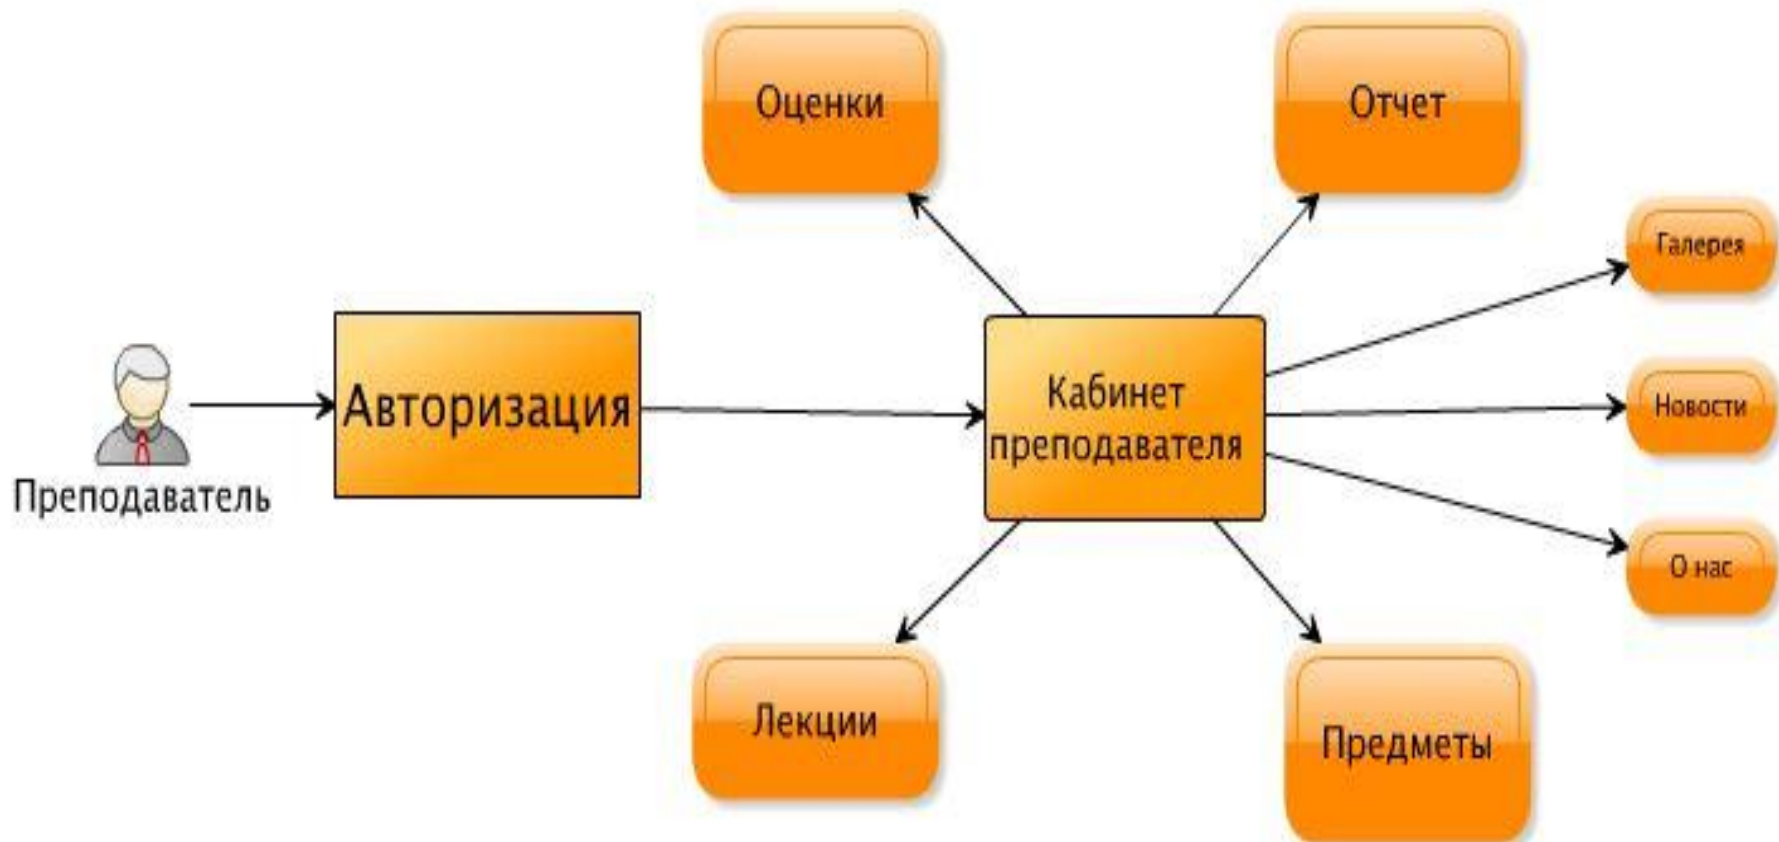 Оценки
Отчет
Галерея
Авторизация
Кабинет
преподавателя
Новости
Преподаватель
О нас
Лекции
Предметы